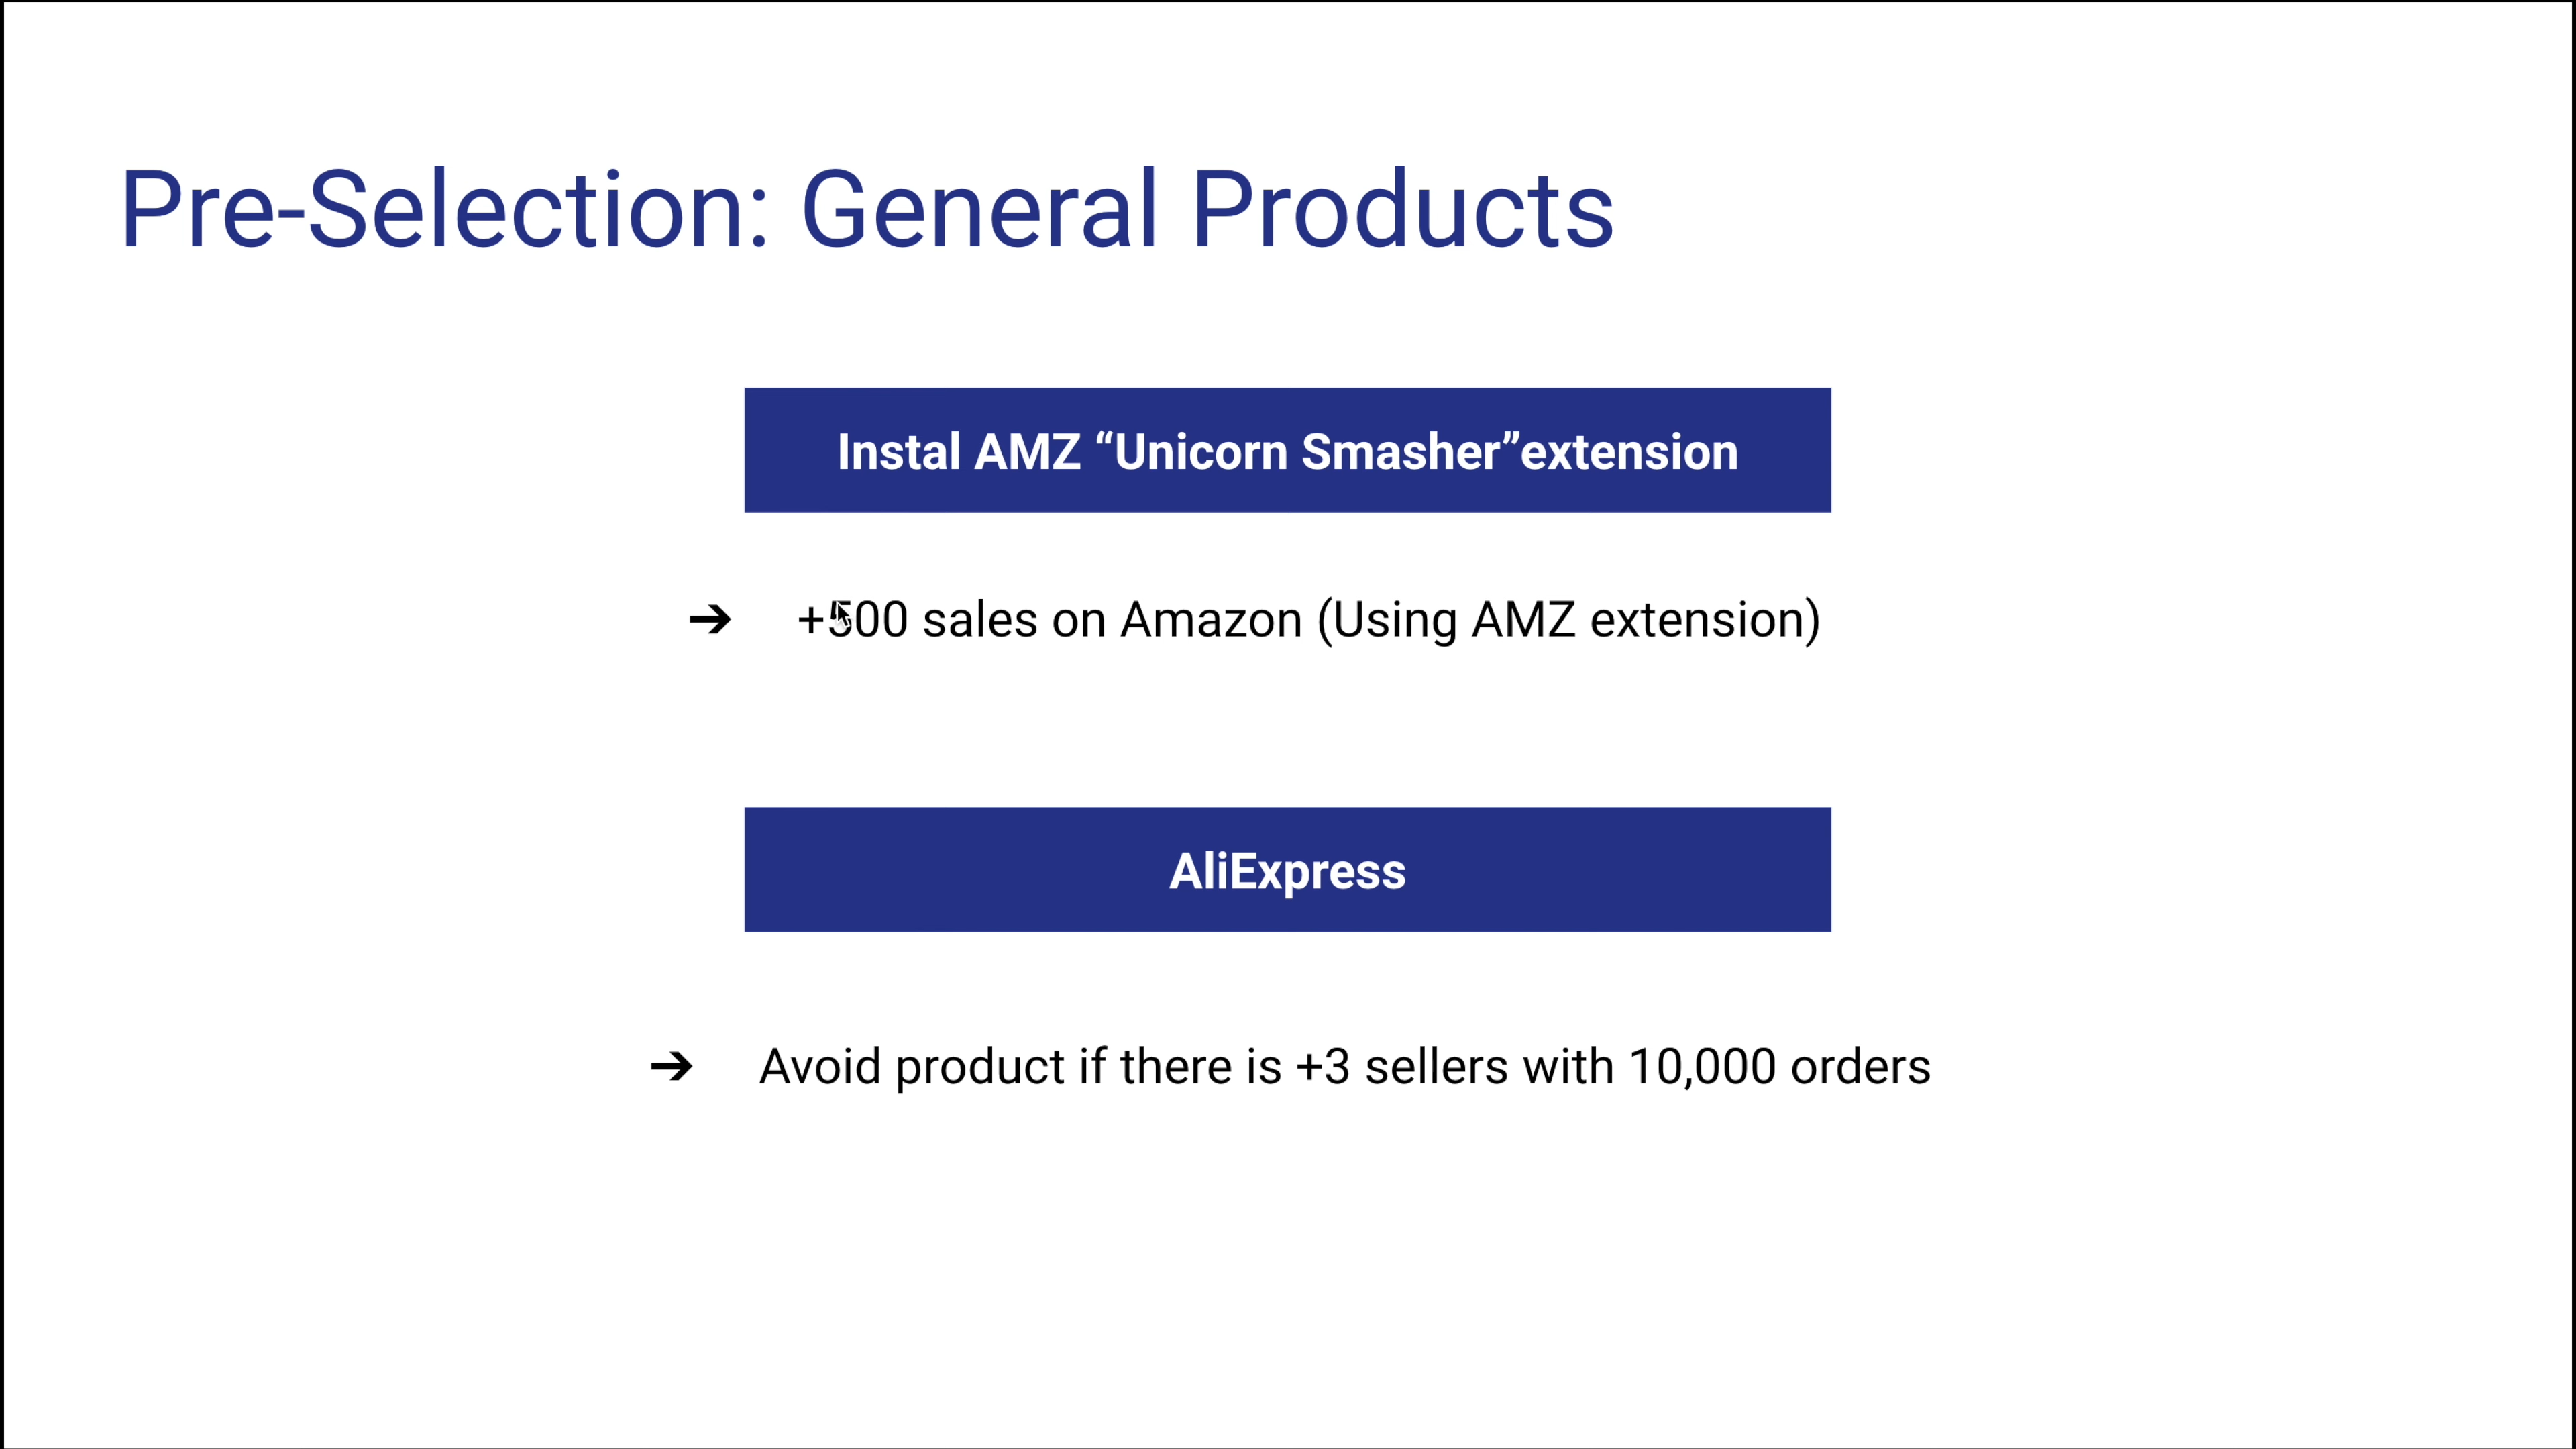 Pre-Selection: General Products
Instal AMZ “Unicorn Smasher”extension
➔ +500 sales on Amazon (Using AMZ extension)
AliExpress
➔ Avoid product if there is +3 sellers with 10,000 orders